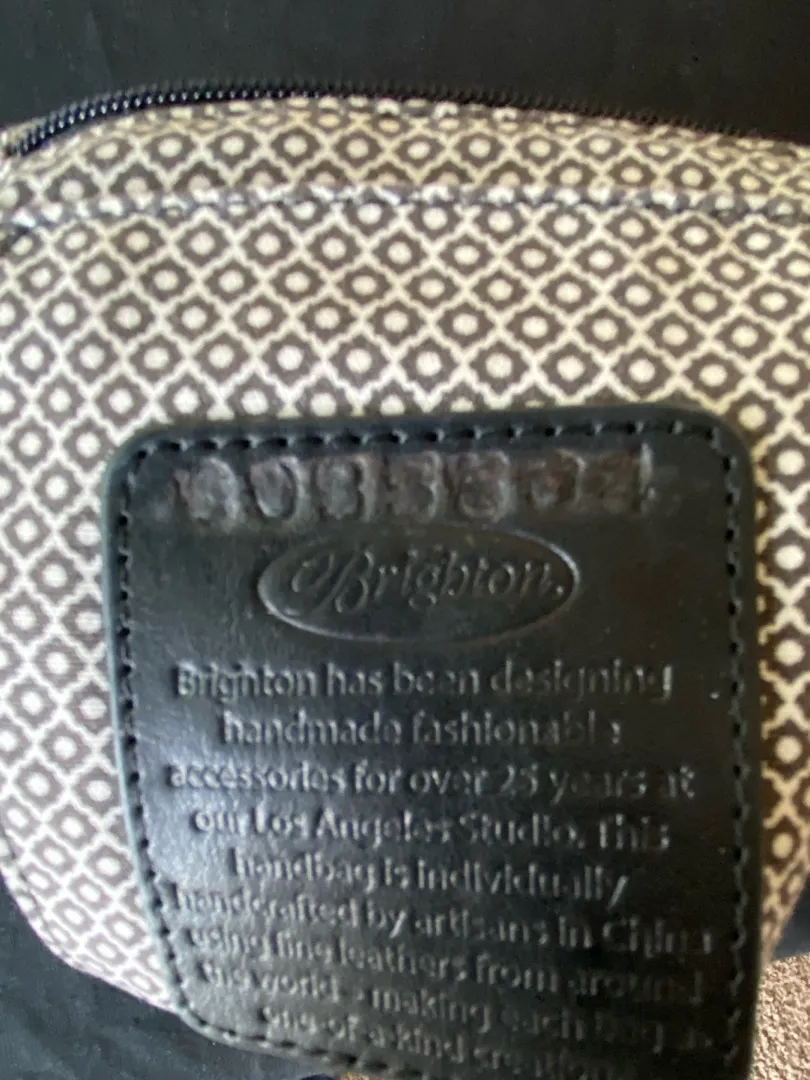 Brighton
Brighton has been designing
handmade fashionable
accessories for over 25 years at
our Los Angeles Studio. This
handbag is individually
handcrafted by artisans in China
using fine leathers from around
the world - making each bag a
one-of-a-kind creation